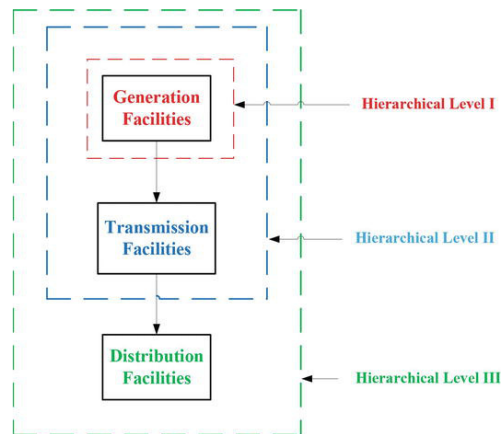 Generation
Facilities
Hierarchical Level I
Transmission
Facilities
Hierarchical Level II
Distribution
Facilities
Hierarchical Level III